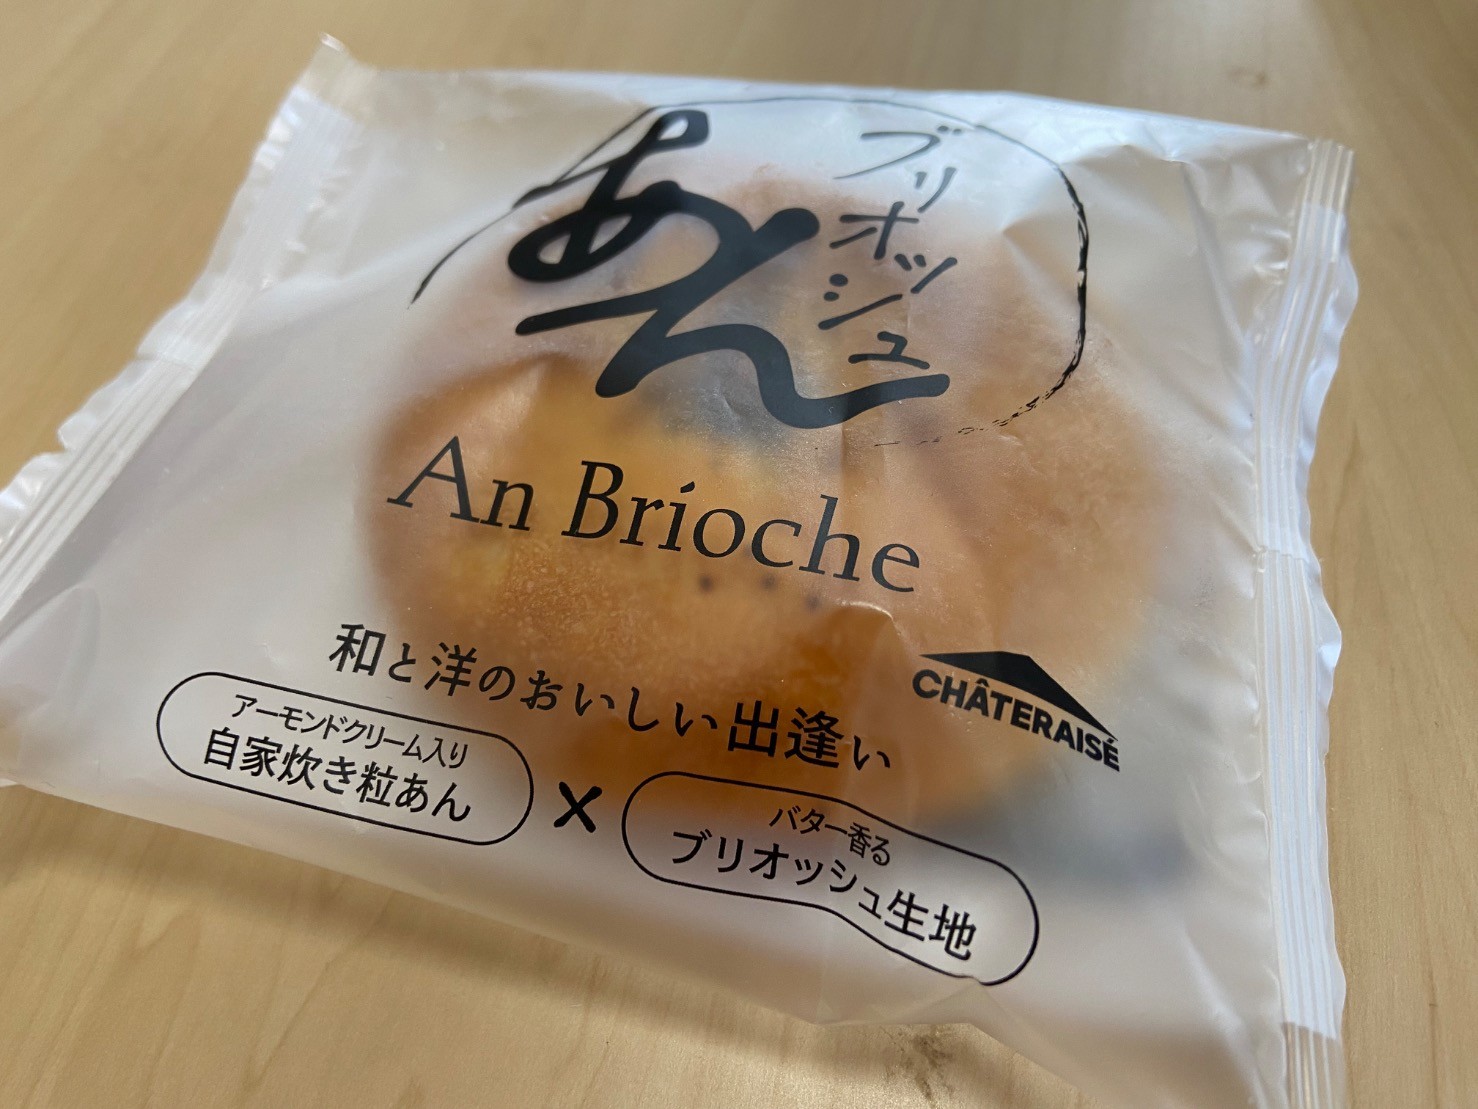 あん
ブリオッシュ
An Brioche
和と洋のおいしい出逢い
CHÂTERAISÉ
アーモンドクリーム入り
自家炊き粒あん
×
バター香る
ブリオッシュ生地